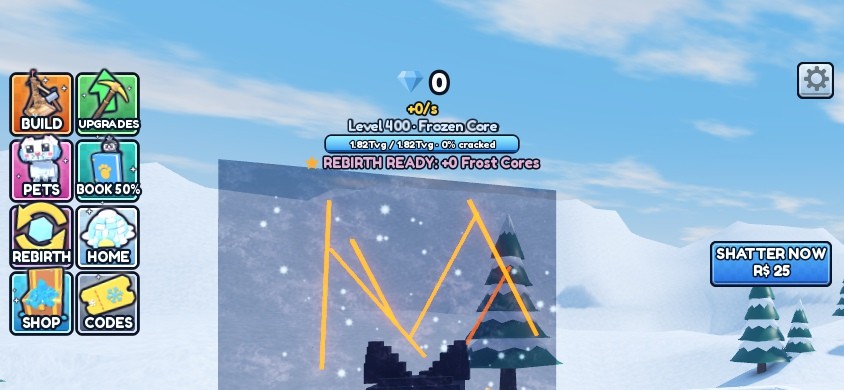 0
+0/s
Level 400 · Frozen Core
1.82Tvg / 1.82Tvg · 0% cracked
REBIRTH READY: +0 Frost Cores
BUILD
UPGRADES
PETS
BOOK 50%
REBIRTH
HOME
SHOP
CODES
SHATTER NOW
R$ 25